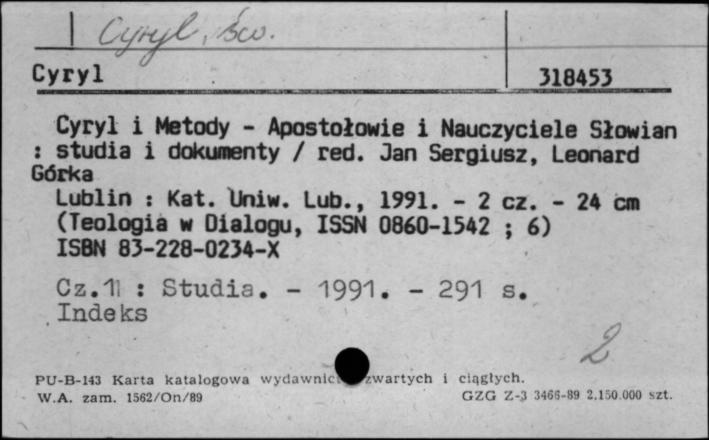 Cyryl, św.
Cyryl 318453
Cyryl i Metody - Apostołowie i Nauczyciele Słowian
: studia i dokumenty / red. Jan Sergiusz, Leonard
Górka
Lublin : Kat. Uniw. Lub., 1991. - 2 cz. - 24 cm
(Teologia w Dialogu, ISSN 0860-1542 ; 6)
ISBN 83-228-0234-X
Cz.1 : Studia. - 1991. - 291 s.
Indeks
2
PU-B-143 Karta katalogowa wydawnict zwartych i ciągłych.
W.A. zam. 1562/On/89 GZG Z-3 3466-89 2.150.000 szt.